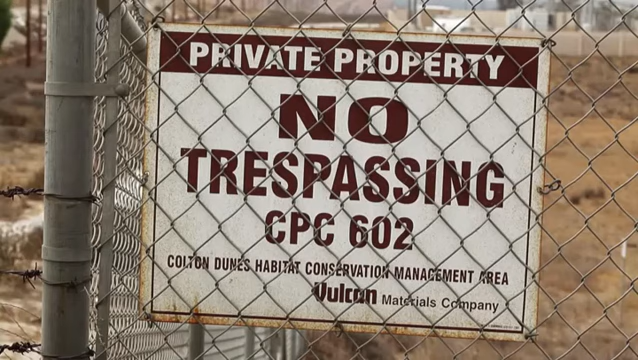 PRIVATE PROPERTY
NO
TRESPASSING
CPC 602
COLTON DUNES HABITAT CONSERVATION MANAGEMENT AREA
Vulcan Materials Company